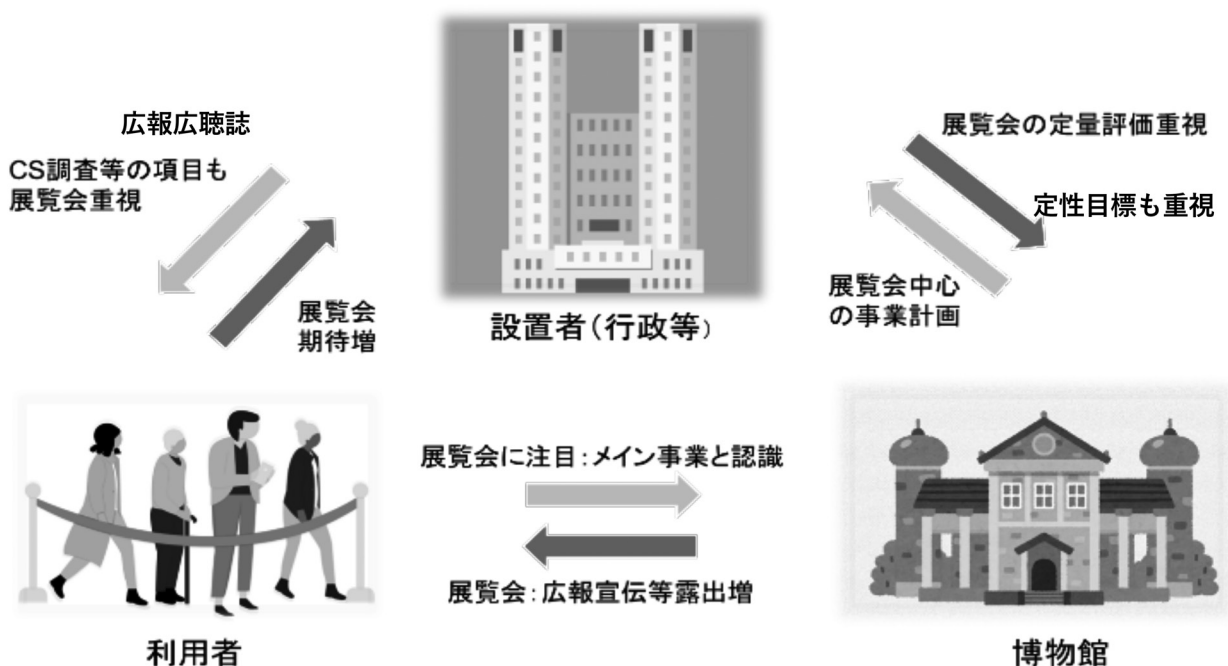 広報広聴誌
CS調査等の項目も
展覧会重視
展覧会
期待増
設置者(行政等)
展覧会の定量評価重視
定性目標も重視
展覧会中心
の事業計画
展覧会に注目:メイン事業と認識
展覧会:広報宣伝等露出増
利用者
博物館